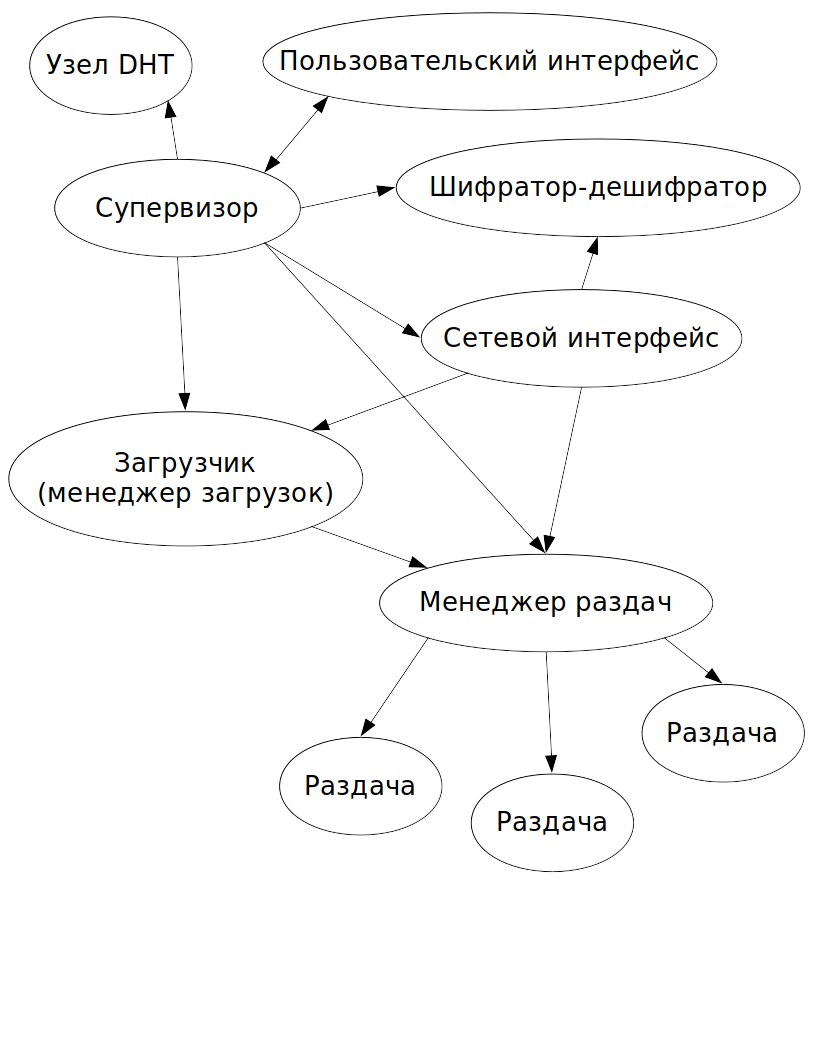 Узел DHT
Пользовательский интерфейс
Шифратор-дешифратор
Супервизор
Сетевой интерфейс
Загрузчик
(менеджер загрузок)
Менеджер раздач
Раздача
Раздача
Раздача